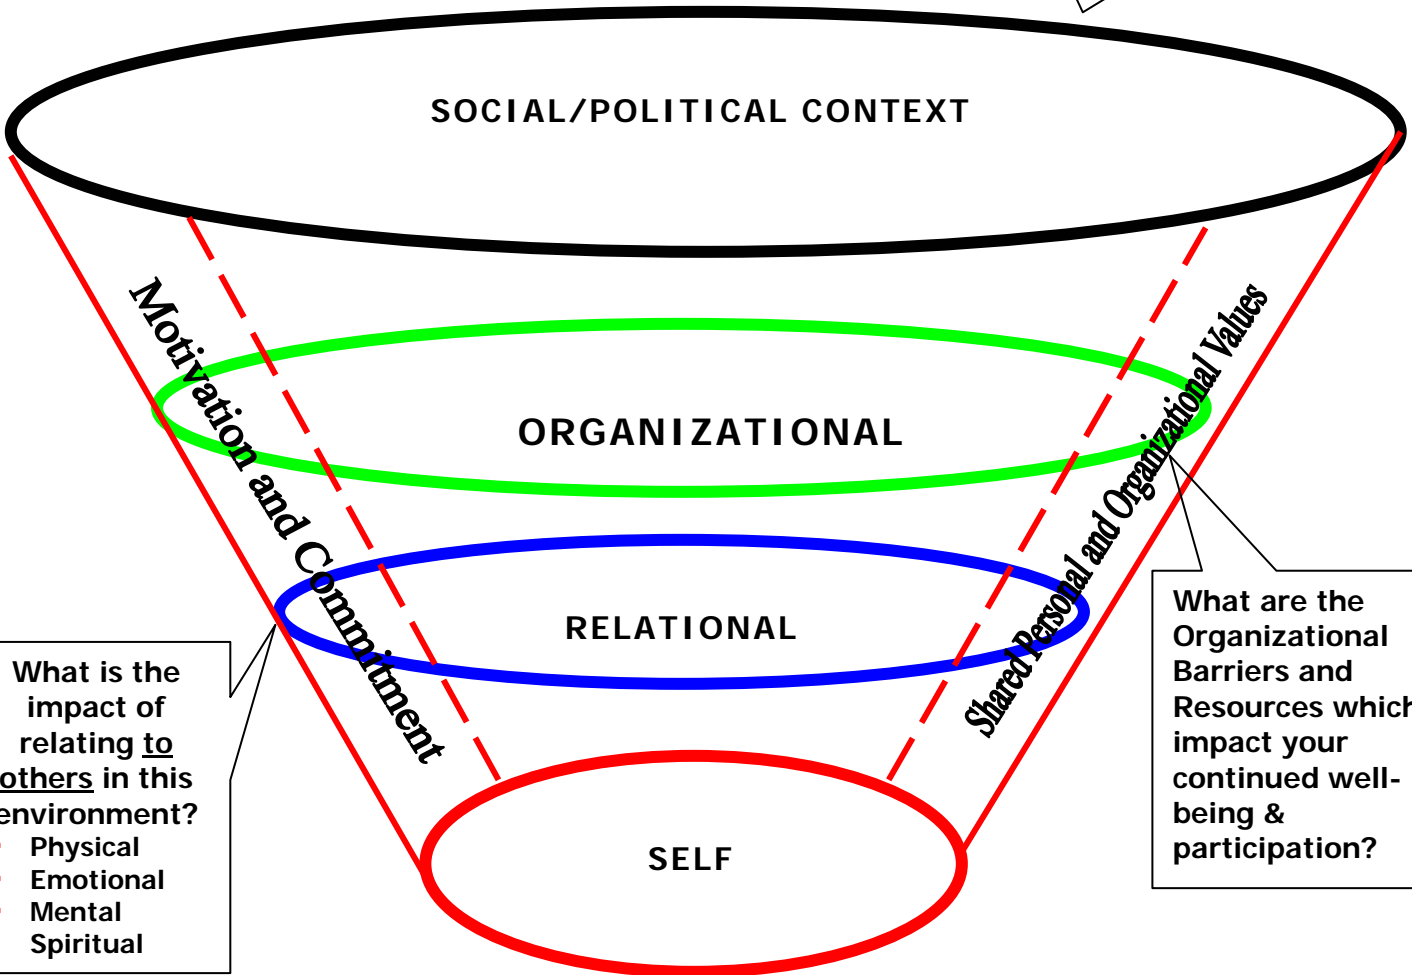 SOCIAL/POLITICAL CONTEXT
Motivation and Commitment
Shared Personal and Organizational Values
ORGANIZATIONAL
RELATIONAL
What are the
Organizational
Barriers and
Resources which
impact your
continued well-
being &
participation?
What is the
impact of
relating to
others in this
environment?
Physical
Emotional
Mental
Spiritual
SELF